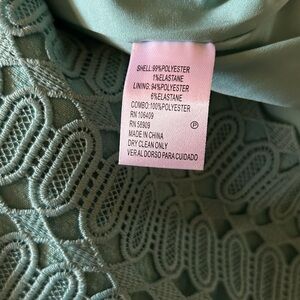 SHELL:99%POLYESTER
1%ELASTANE
LINING:94%POLYESTER
6%ELASTANE
COMBO:100%POLYESTER
RN 106409
RN 58909 Ⓟ
MADE IN CHINA
DRY CLEAN ONLY
VER AL DORSO PARA CUIDADO